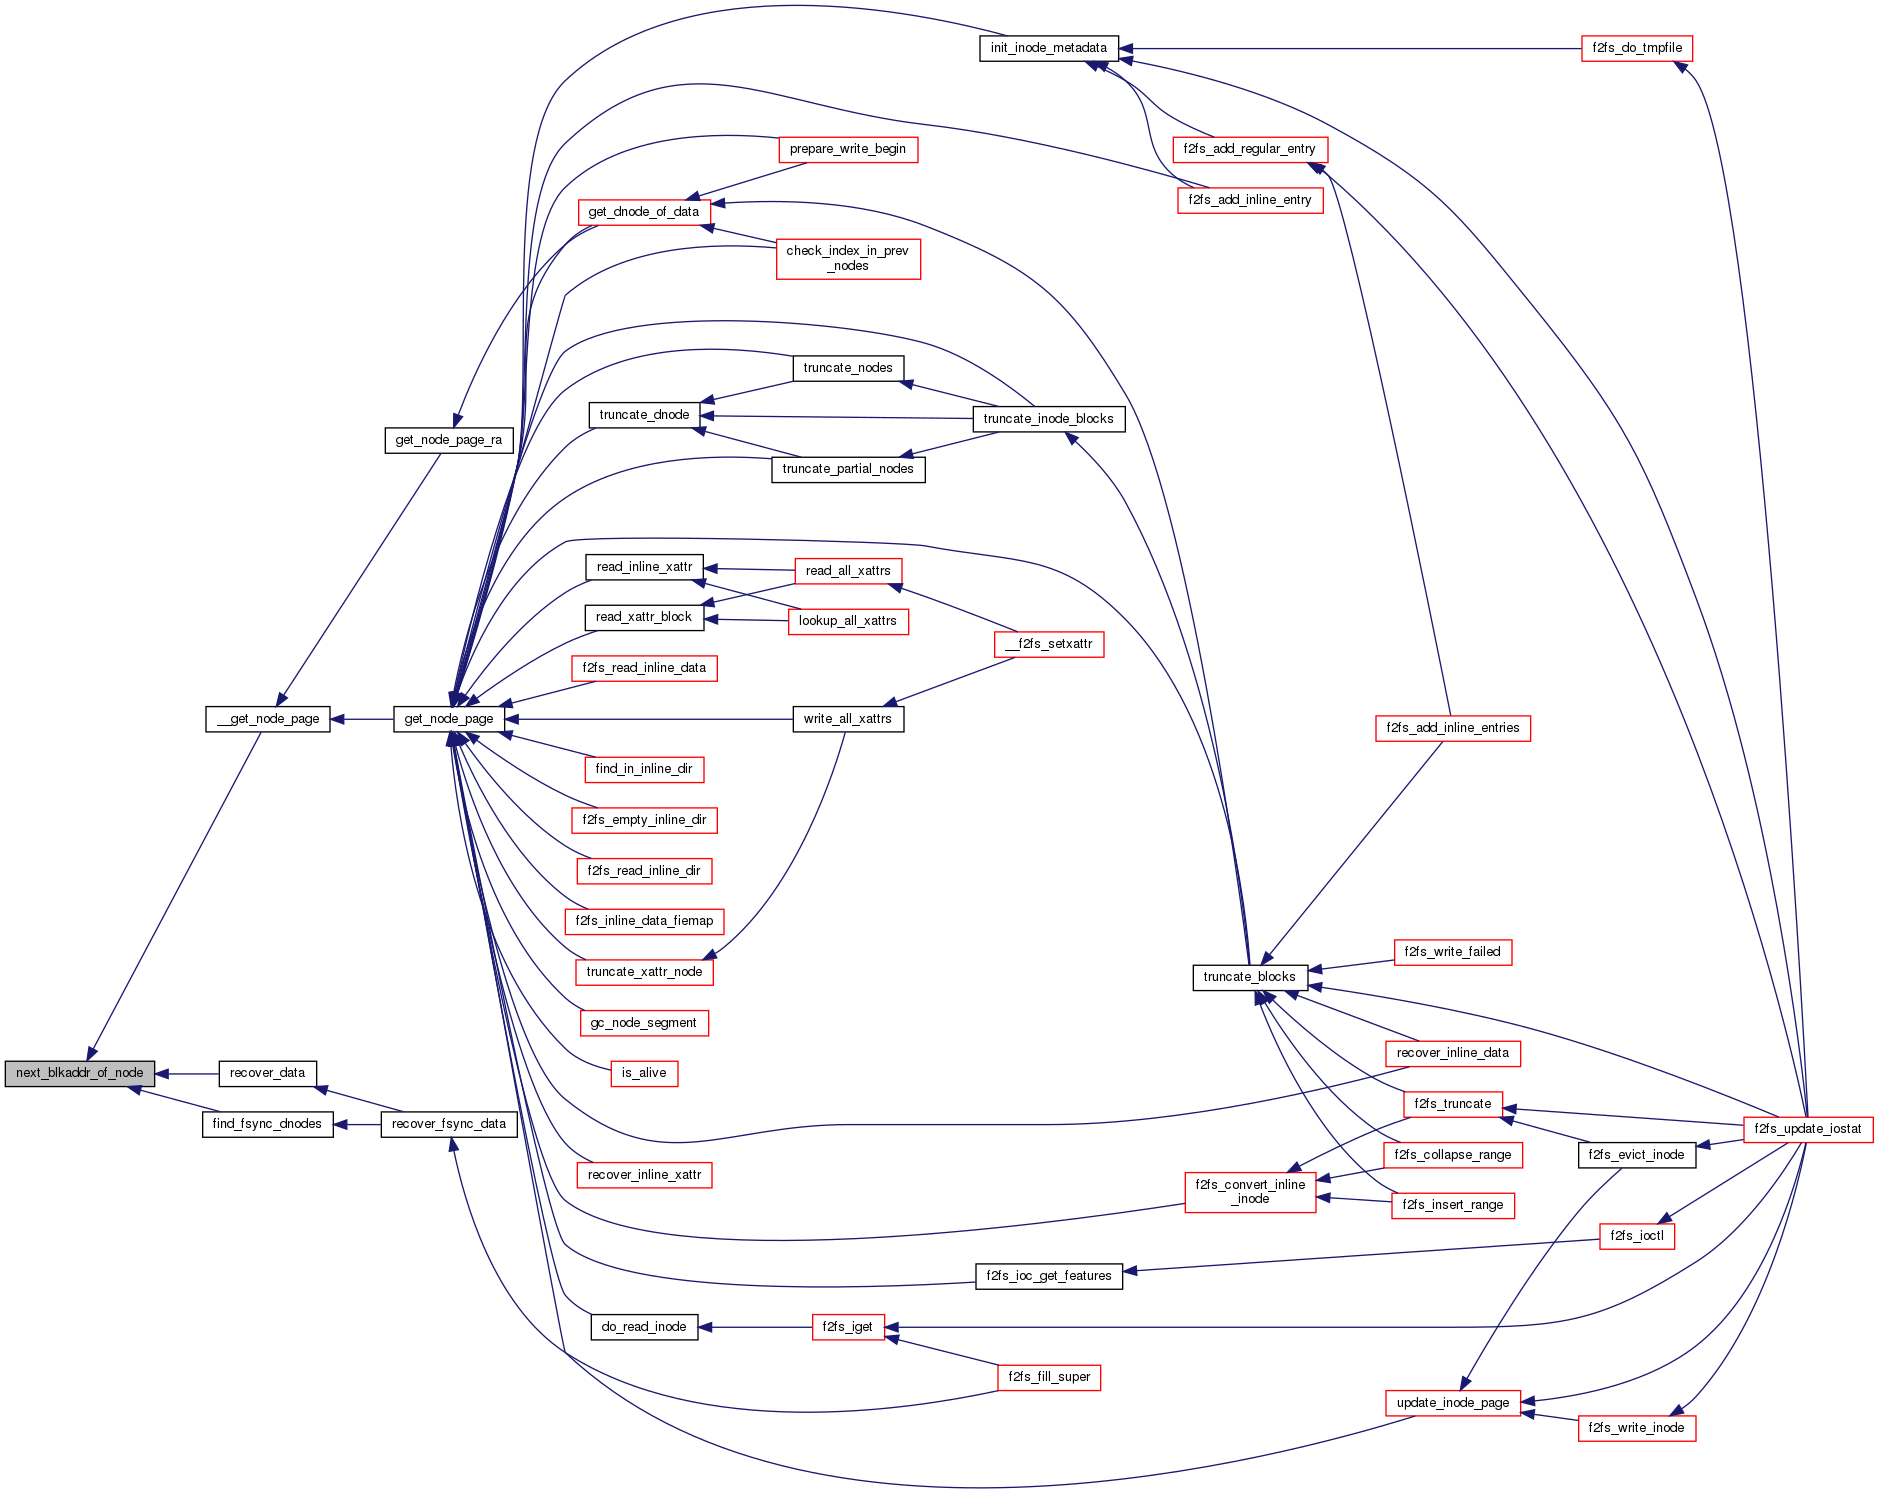 init_inode_metadata
f2fs_do_tmpfile
prepare_write_begin
f2fs_add_regular_entry
f2fs_add_inline_entry
get_dnode_of_data
check_index_in_prev
_nodes
truncate_nodes
truncate_dnode
truncate_inode_blocks
get_node_page_ra
truncate_partial_nodes
read_inline_xattr
read_all_xattrs
read_xattr_block
lookup_all_xattrs
__f2fs_setxattr
f2fs_read_inline_data
__get_node_page
get_node_page
write_all_xattrs
f2fs_add_inline_entries
find_in_inline_dir
f2fs_empty_inline_dir
f2fs_read_inline_dir
f2fs_inline_data_fiemap
f2fs_write_failed
truncate_xattr_node
truncate_blocks
gc_node_segment
recover_inline_data
next_blkaddr_of_node
recover_data
is_alive
f2fs_truncate
find_fsync_dnodes
recover_fsync_data
f2fs_update_iostat
f2fs_collapse_range
f2fs_evict_inode
recover_inline_xattr
f2fs_convert_inline
_inode
f2fs_insert_range
f2fs_ioctl
f2fs_ioc_get_features
do_read_inode
f2fs_iget
f2fs_fill_super
update_inode_page
f2fs_write_inode